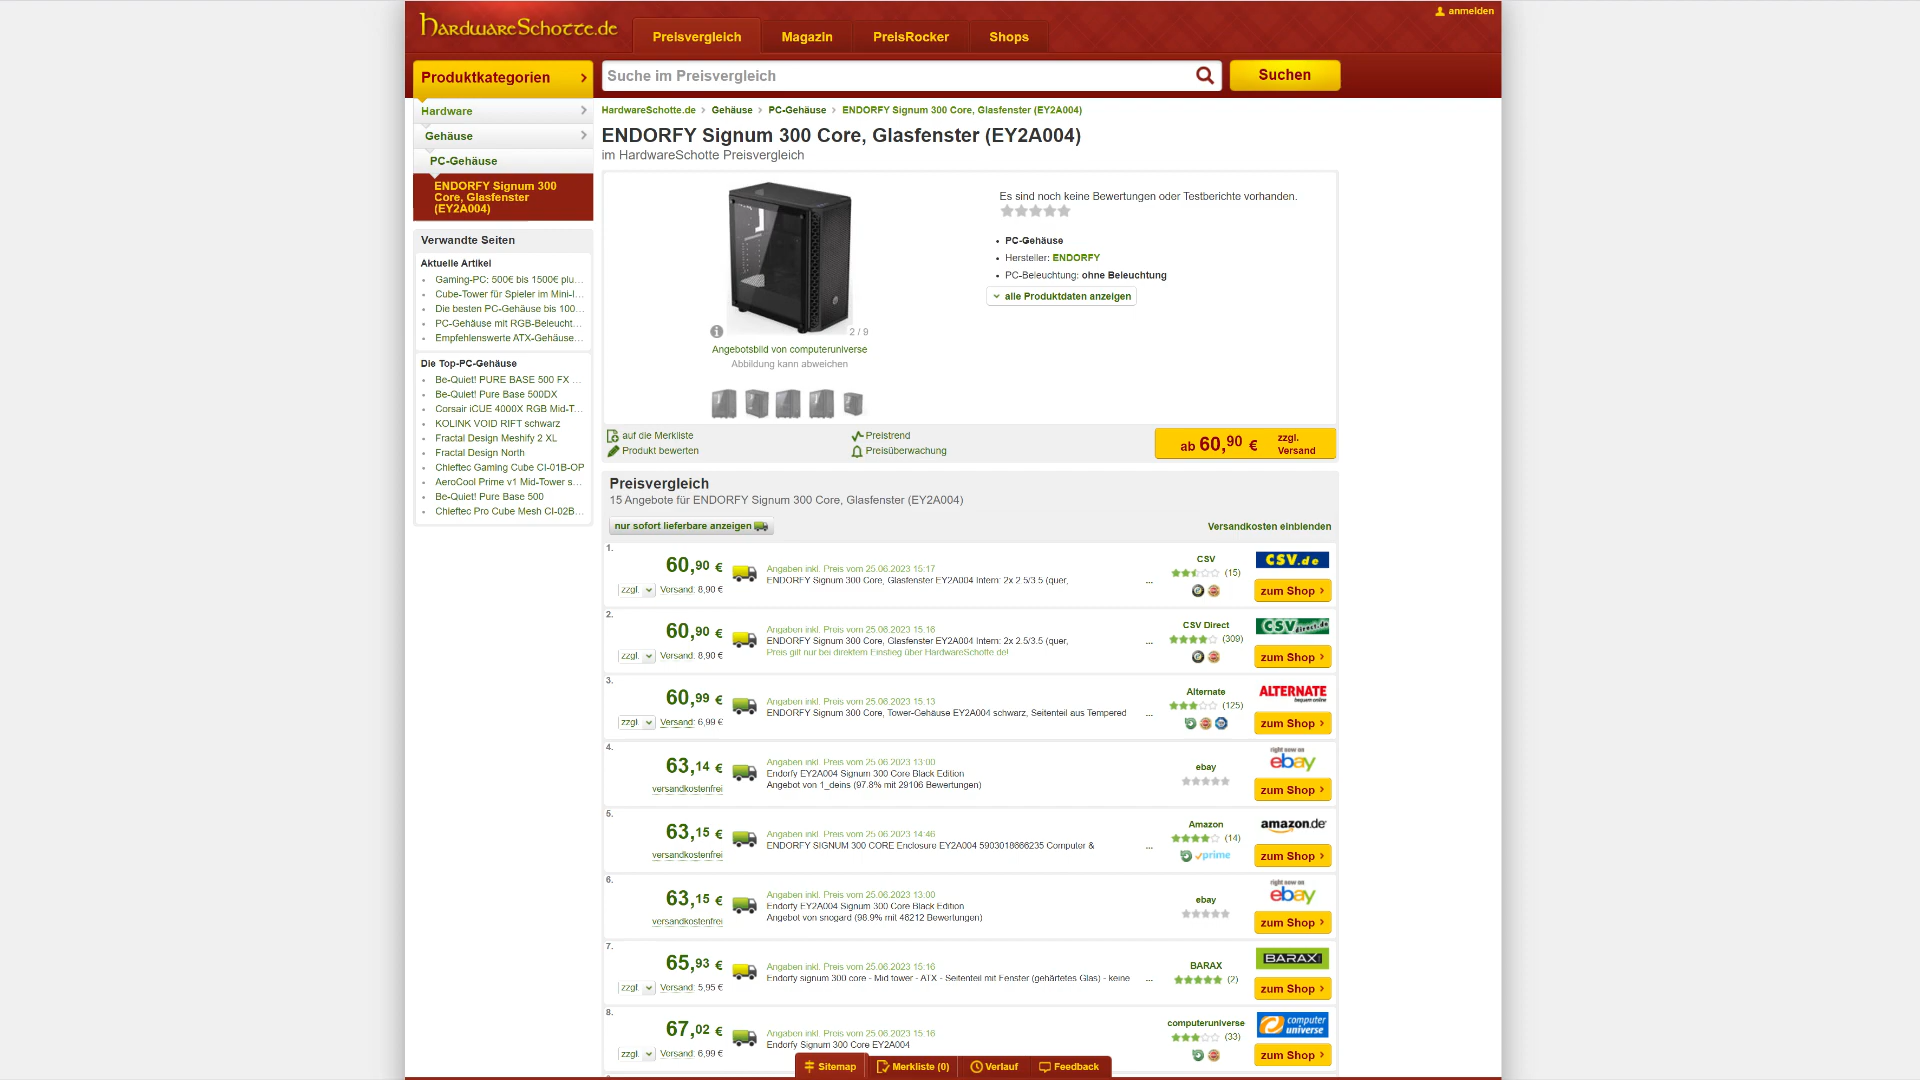 HardwareSchotte.de
Preisvergleich
Magazin
PreisRocker
Shops
anmelden
Produktkategorien
Suche im Preisvergleich
Suchen
Hardware
Gehäuse
PC-Gehäuse
ENDORFY Signum 300
Core, Glasfenster
(EY2A004)
Verwandte Seiten
Aktuelle Artikel
Gaming-PC: 500€ bis 1500€ plu...
Cube-Tower für Spieler im Mini-I...
Die besten PC-Gehäuse bis 100...
PC-Gehäuse mit RGB-Beleucht...
Empfehlenswerte ATX-Gehäuse...
Die Top-PC-Gehäuse
Be-Quiet! PURE BASE 500 FX ...
Be-Quiet! Pure Base 500DX
Corsair iCUE 4000X RGB Mid-T...
KOLINK VOID RIFT schwarz
Fractal Design Meshify 2 XL
Fractal Design North
Chieftec Gaming Cube CI-01B-OP
AeroCool Prime v1 Mid-Tower s...
Be-Quiet! Pure Base 500
Chieftec Pro Cube Mesh CI-02B...
HardwareSchotte.de > Gehäuse > PC-Gehäuse > ENDORFY Signum 300 Core, Glasfenster (EY2A004)
ENDORFY Signum 300 Core, Glasfenster (EY2A004)
im HardwareSchotte Preisvergleich
2 / 9
Angebotsbild von computeruniverse
Abbildung kann abweichen
Es sind noch keine Bewertungen oder Testberichte vorhanden.
PC-Gehäuse
Hersteller: ENDORFY
PC-Beleuchtung: ohne Beleuchtung
alle Produktdaten anzeigen
auf die Merkliste
Produkt bewerten
Preistrend
Preisüberwachung
ab 60,90 € zzgl. Versand
Preisvergleich
15 Angebote für ENDORFY Signum 300 Core, Glasfenster (EY2A004)
nur sofort lieferbare anzeigen
Versandkosten einblenden
1.
60,90 €
zzgl. Versand: 8,90 €
Angaben inkl. Preis vom 25.06.2023 15:17
ENDORFY Signum 300 Core, Glasfenster EY2A004 Intern: 2x 2.5/3.5 (quer, ...
CSV
(15)
CSV.de
zum Shop
2.
60,90 €
zzgl. Versand: 8,90 €
Angaben inkl. Preis vom 25.06.2023 15:16
ENDORFY Signum 300 Core, Glasfenster EY2A004 Intern: 2x 2.5/3.5 (quer, ...
Preis gilt nur bei direktem Einstieg über HardwareSchotte.de!
CSV Direct
(309)
CSVdirect.de
zum Shop
3.
60,99 €
zzgl. Versand: 6,99 €
Angaben inkl. Preis vom 25.06.2023 15:13
ENDORFY Signum 300 Core, Tower-Gehäuse EY2A004 schwarz, Seitenteil aus Tempered ...
Alternate
(125)
ALTERNATE
bequem online
zum Shop
4.
63,14 €
versandkostenfrei
Angaben inkl. Preis vom 25.06.2023 13:00
Endorfy EY2A004 Signum 300 Core Black Edition
Angebot von 1_deins (97.8% mit 29106 Bewertungen)
ebay
right now on
ebay
zum Shop
5.
63,15 €
versandkostenfrei
Angaben inkl. Preis vom 25.06.2023 14:46
ENDORFY SIGNUM 300 CORE Enclosure EY2A004 5903018666235 Computer & ...
Amazon
(14)
prime
amazon.de
zum Shop
6.
63,15 €
versandkostenfrei
Angaben inkl. Preis vom 25.06.2023 13:00
Endorfy EY2A004 Signum 300 Core Black Edition
Angebot von snogard (98.9% mit 46212 Bewertungen)
ebay
right now on
ebay
zum Shop
7.
65,93 €
zzgl. Versand: 5,95 €
Angaben inkl. Preis vom 25.06.2023 15:16
Endorfy signum 300 core - Mid tower - ATX - Seitenteil mit Fenster (gehärtetes Glas) - keine ...
BARAX
(2)
BARAX
zum Shop
8.
67,02 €
zzgl. Versand: 6,99 €
Angaben inkl. Preis vom 25.06.2023 15:16
Endorfy Signum 300 Core EY2A004
computeruniverse
(33)
computer
universe
zum Shop
Sitemap
Merkliste (0)
Verlauf
Feedback